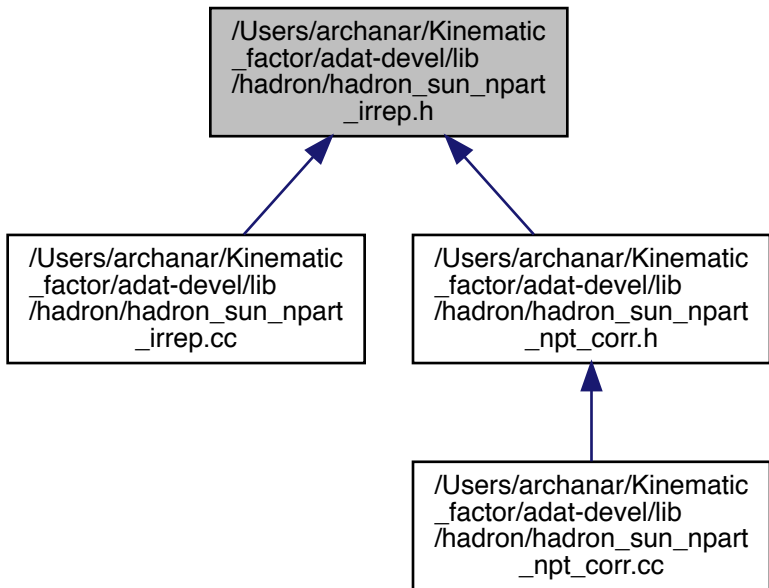 /Users/archanar/Kinematic
_factor/adat-devel/lib
/hadron/hadron_sun_npart
_irrep.h
/Users/archanar/Kinematic
_factor/adat-devel/lib
/hadron/hadron_sun_npart
_irrep.cc
/Users/archanar/Kinematic
_factor/adat-devel/lib
/hadron/hadron_sun_npart
_npt_corr.h
/Users/archanar/Kinematic
_factor/adat-devel/lib
/hadron/hadron_sun_npart
_npt_corr.cc